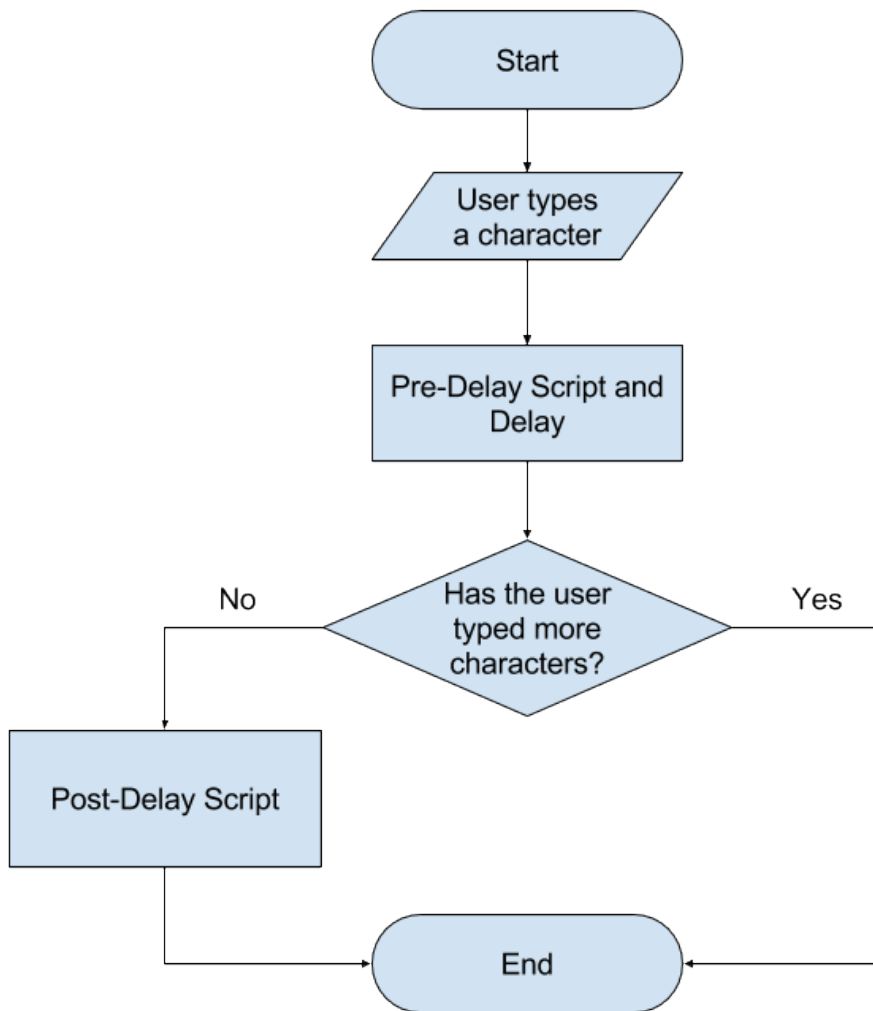 Start
User types
a character
Pre-Delay Script and
Delay
Has the user
typed more
characters?
No
Yes
Post-Delay Script
End